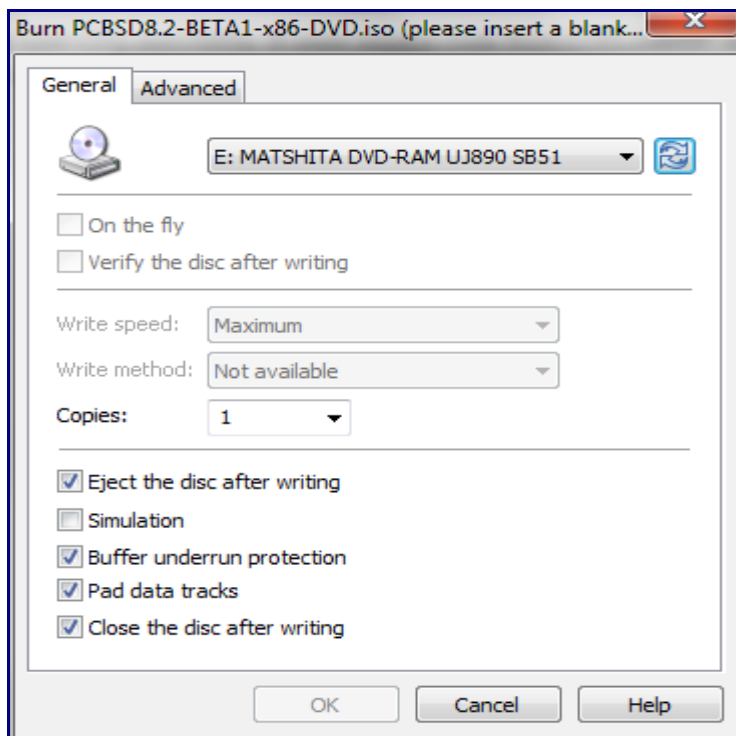 Burn PCBSD8.2-BETA1-x86-DVD.iso (please insert a blank...
General Advanced
E: MATSHITA DVD-RAM UJ890 SB51
On the fly
Verify the disc after writing
Write speed: Maximum
Write method: Not available
Copies: 1
Eject the disc after writing
Simulation
Buffer underrun protection
Pad data tracks
Close the disc after writing
OK Cancel Help